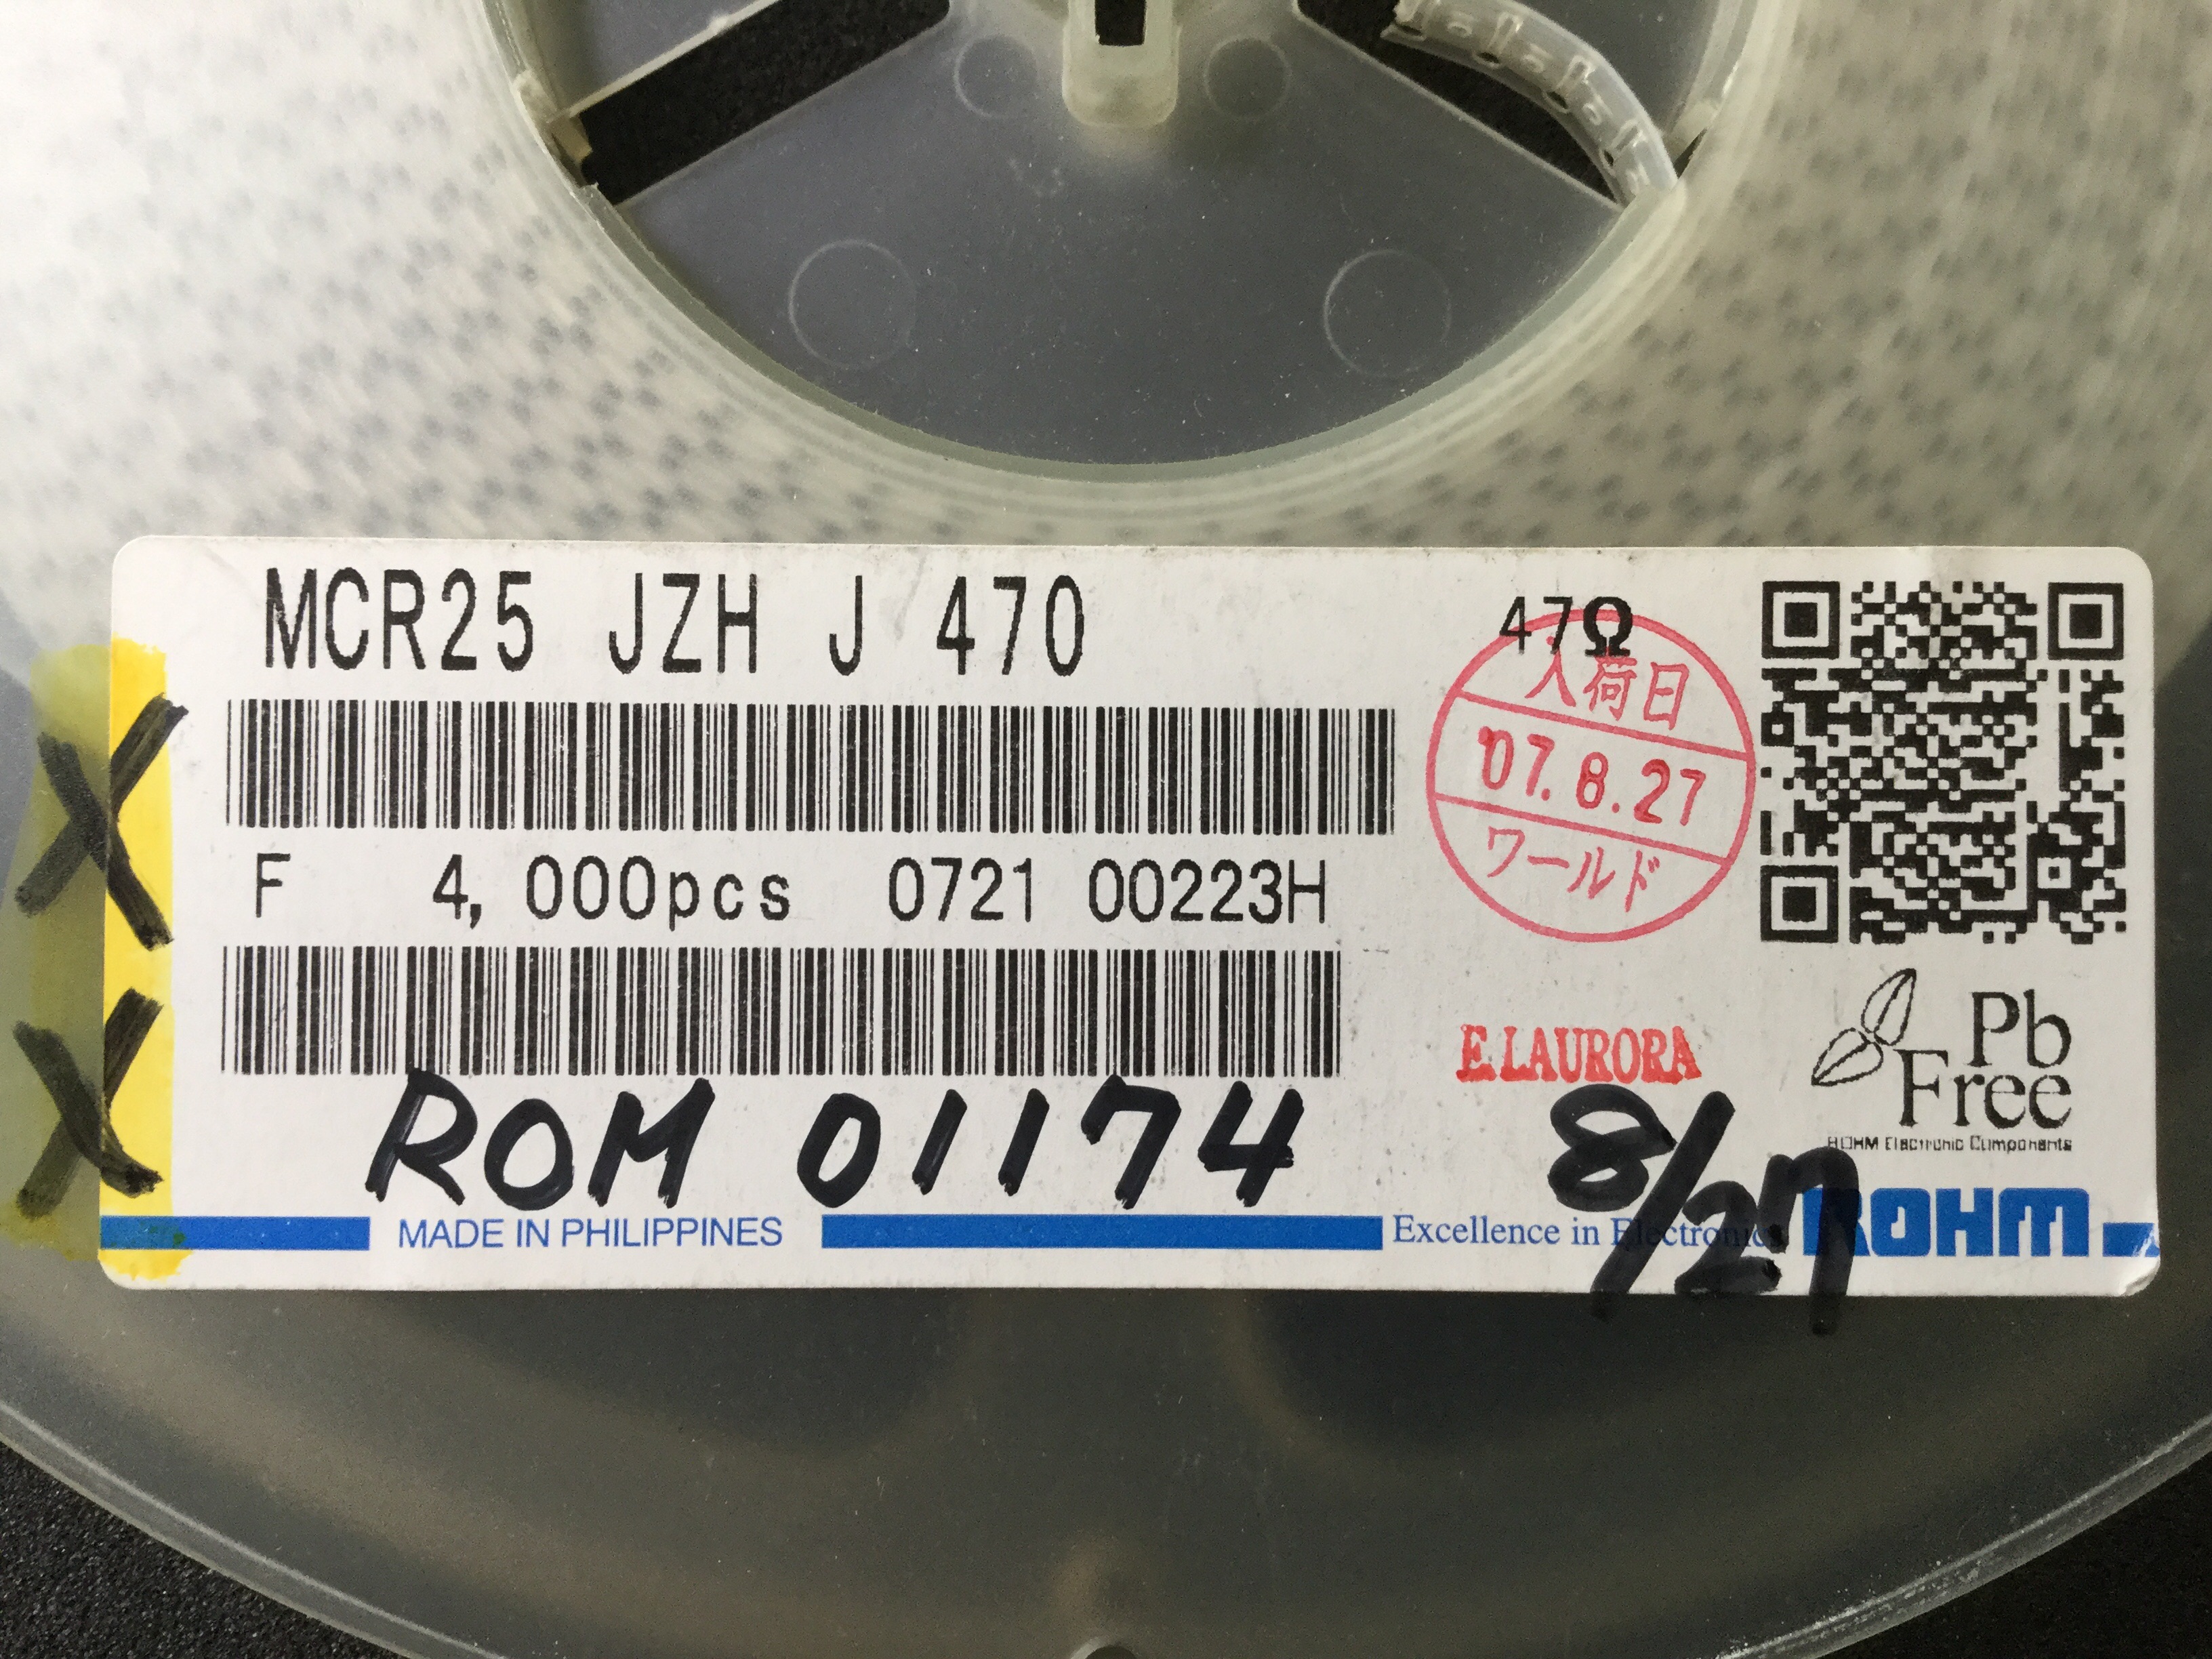 MCR25 JZH J 470
47Ω
入荷日
'07.8.27
ワールド
F 4,000pcs 0721 00223H
E.LAURORA
Pb
Free
ROHM Electronic Components
ROM 01174
8/27
MADE IN PHILIPPINES
Excellence in Electronics
ROHM
X
X